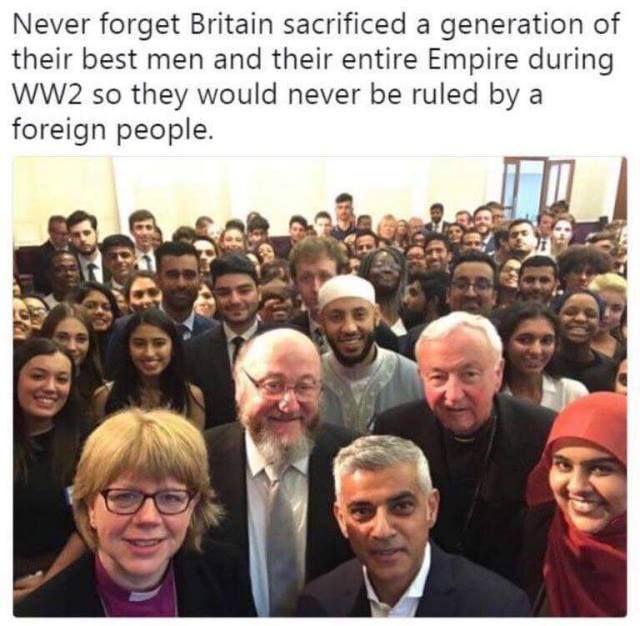 Never forget Britain sacrificed a generation of
their best men and their entire Empire during
WW2 so they would never be ruled by a
foreign people.